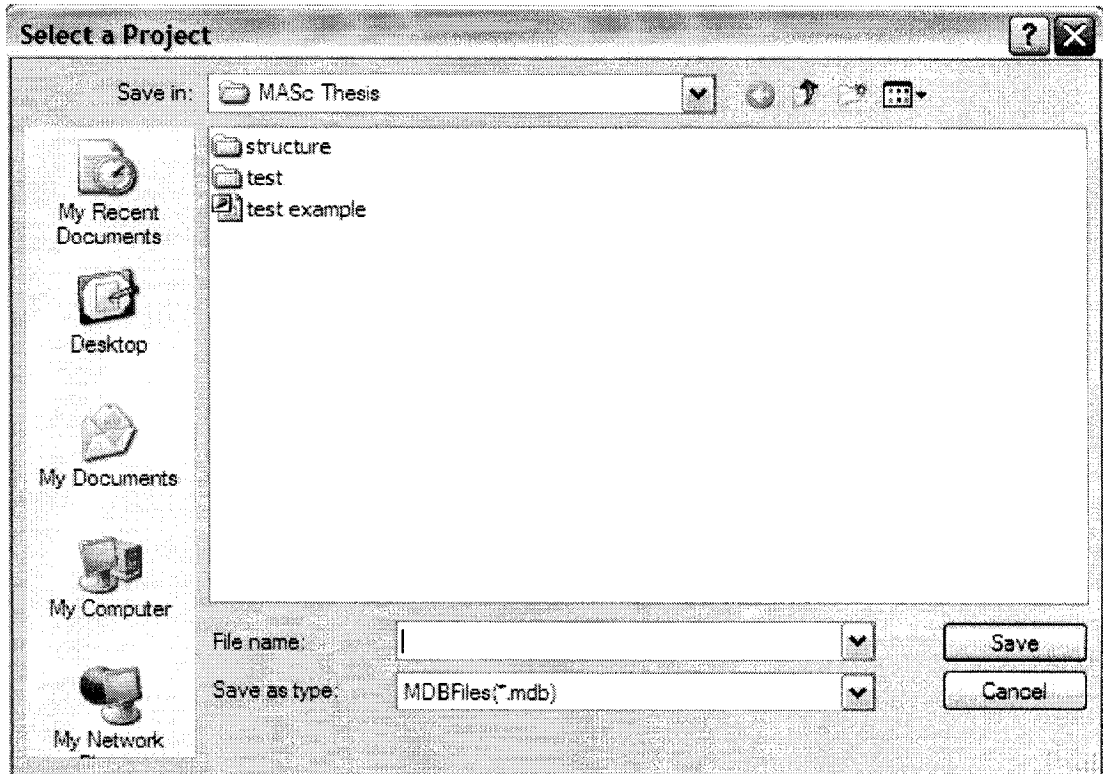 Select a Project
Save in: MASc Thesis
structure
test
test example
My Recent
Documents
Desktop
My Documents
My Computer
My Network
File name:
Save
Save as type: MDBFiles(*.mdb)
Cancel